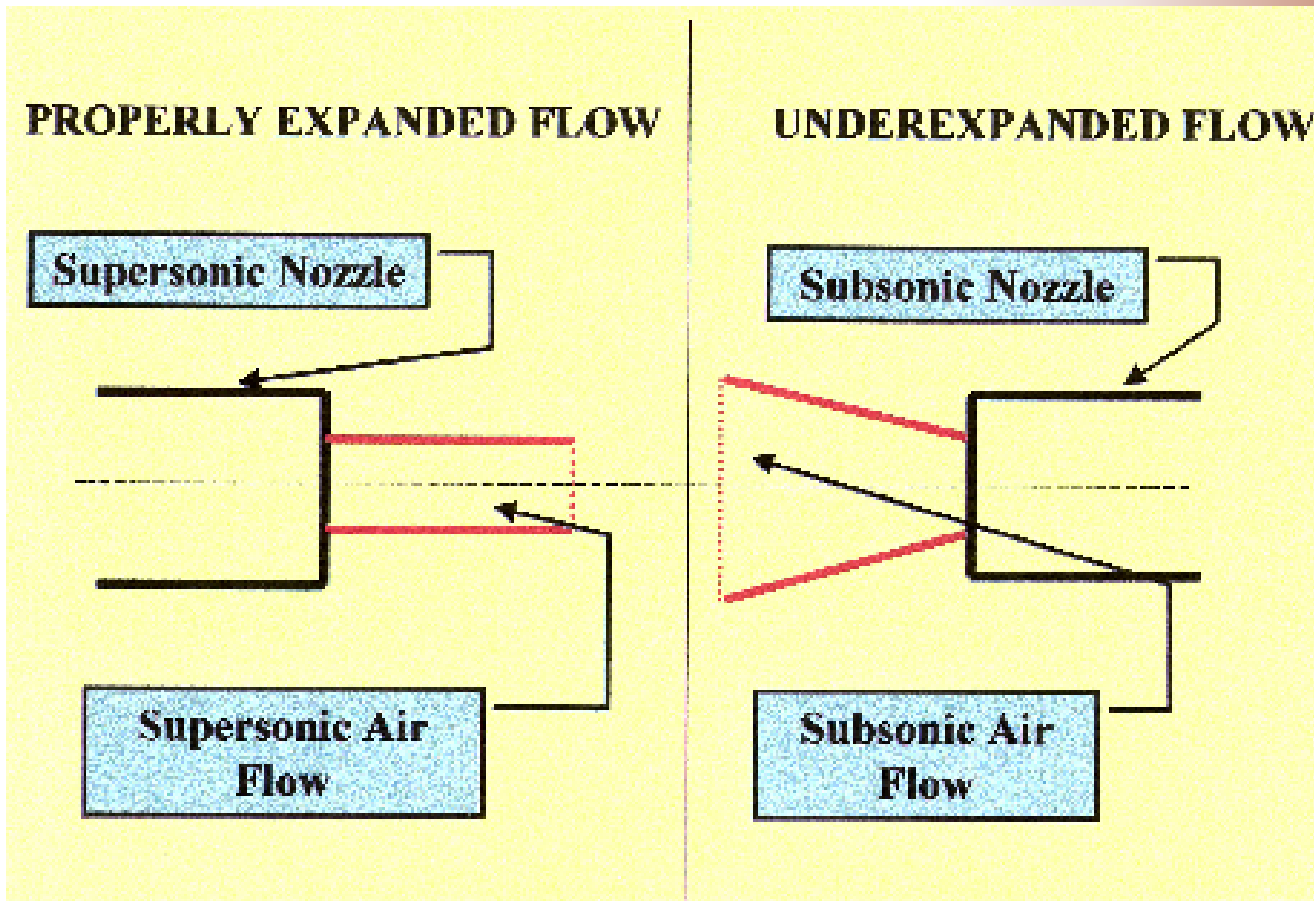 PROPERLY EXPANDED FLOW
Supersonic Nozzle
Supersonic Air
Flow
UNDEREXPANDED FLOW
Subsonic Nozzle
Subsonic Air
Flow